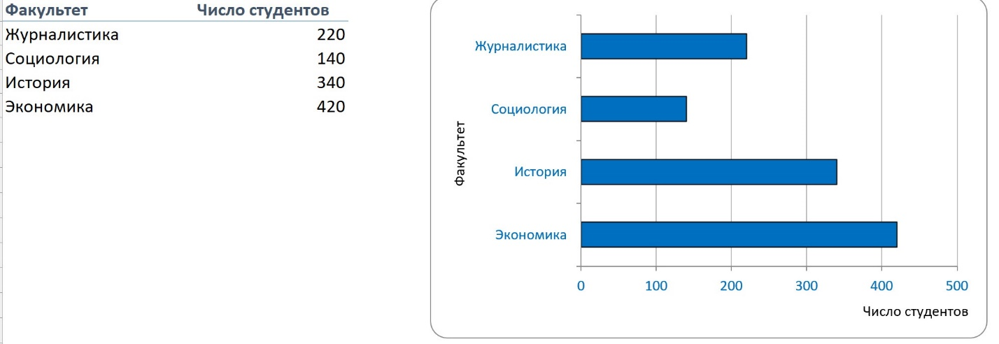 Факультет Число студентов
Журналистика 220
Социология 140
История 340
Экономика 420
Факультет
Журналистика
Социология
История
Экономика
0 100 200 300 400 500
Число студентов